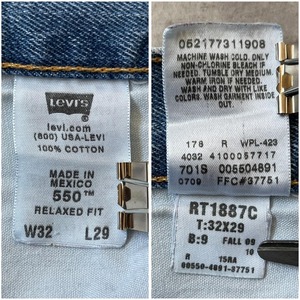 LEVI'S
levi.com
(800) USA-LEVI
100% COTTON
MADE IN
MEXICO
550™
RELAXED FIT
W32 L29
052177311908
MACHINE WASH COLD. ONLY
NON-CHLORINE BLEACH IF
NEEDED. TUMBLE DRY MEDIUM.
WARM IRON IF NEEDED.
WASH AND DRY WITH LIKE
COLORS. WASH GARMENT INSIDE
OUT.
176 R WPL-423
4032 4100057717
701S 005504891
0709 FFC#37751
RT1887C
T:32X29
B:9 FALL 09
10
R 15RA
00550-4891-37751